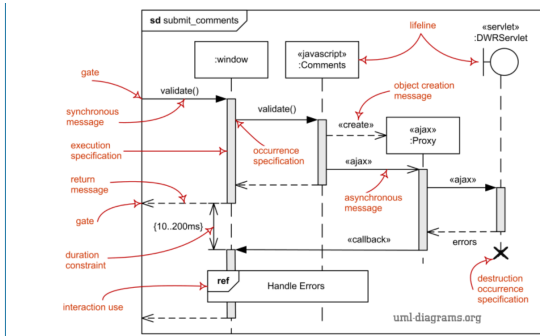 sd submit_comments
lifeline
«servlet»
:DWRServlet
:window
«javascript»
:Comments
gate
object creation
message
validate()
synchronous
message
validate()
«create»
«ajax»
:Proxy
execution
specification
occurrence
specification
«ajax»
asynchronous
message
«ajax»
return
message
gate
{10..200ms}
«callback»
errors
duration
constraint
destruction
occurrence
specification
ref
Handle Errors
interaction use
uml-diagrams.org